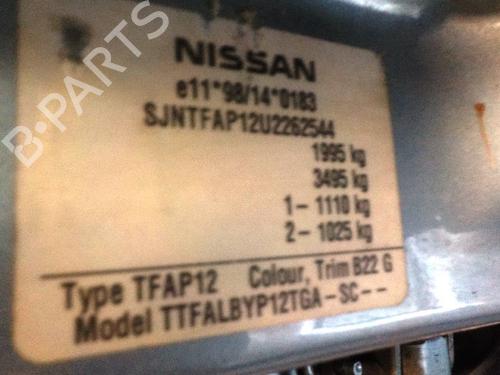 B-PARTS
NISSAN
e11*98/14*0183
SJNTFAP12U2262544
1995 kg
3495 kg
1- 1110 kg
2- 1025 kg
Type TFAP12 Colour, Trim B22 G
Model TTFALBYP12TGA-SC--